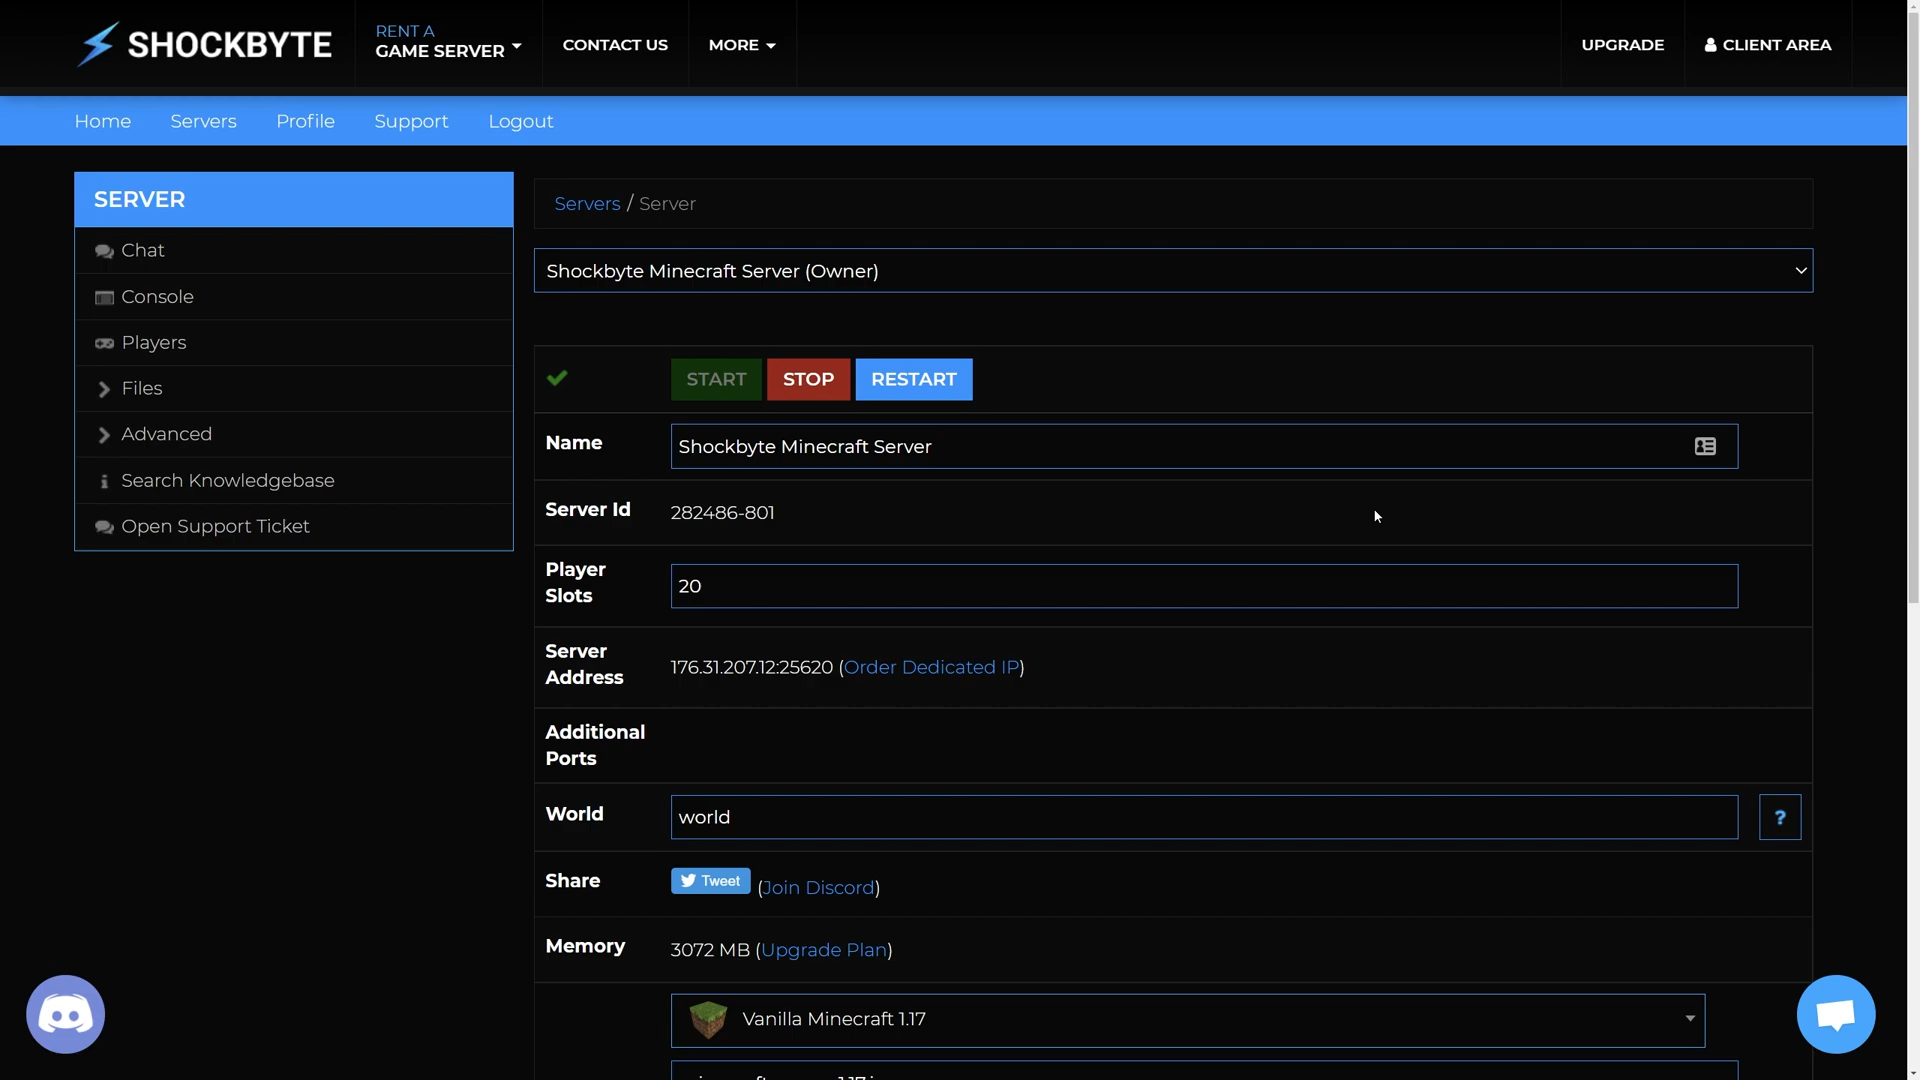 SHOCKBYTE
RENT A
GAME SERVER
CONTACT US
MORE
UPGRADE
CLIENT AREA
Home
Servers
Profile
Support
Logout
SERVER
Chat
Console
Players
Files
Advanced
Search Knowledgebase
Open Support Ticket
Servers / Server
Shockbyte Minecraft Server (Owner)
START
STOP
RESTART
Name
Shockbyte Minecraft Server
Server Id
282486-801
Player
Slots
20
Server
Address
176.31.207.12:25620 (Order Dedicated IP)
Additional
Ports
World
world
?
Share
Tweet
(Join Discord)
Memory
3072 MB (Upgrade Plan)
Vanilla Minecraft 1.17